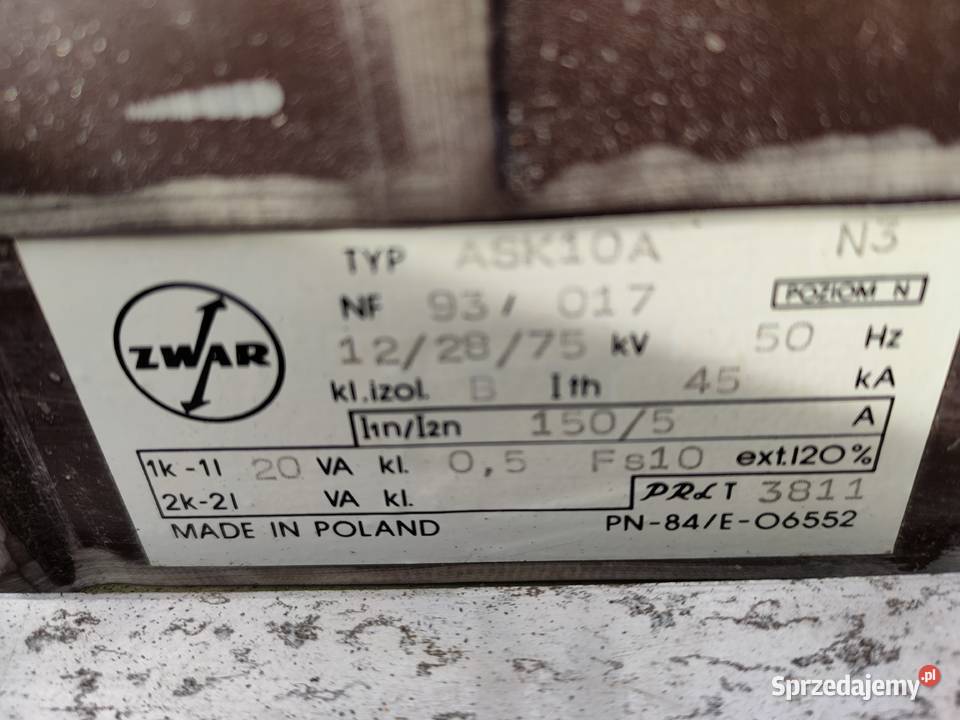 TYP ASK10A N3
NF 93/ 017 POZIOM N
ZWAR
12/28/75 kV 50 Hz
kl.izol. B Ith 45 kA
I1n/I2n 150/5 A
1k-1l 20 VA kl. 0,5 Fs10 ext.120%
2k-2l VA kl. PRLT 3811
MADE IN POLAND PN-84/E-06552
Sprzedajemy.pl